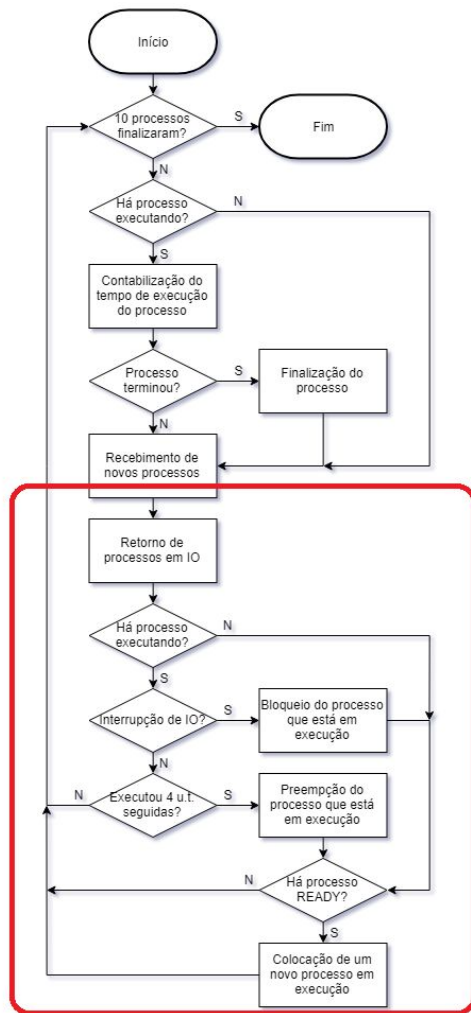 Início
10 processos
finalizaram?
S
Fim
N
Há processo
executando?
N
S
Contabilização do
tempo de execução
do processo
Processo
terminou?
S
Finalização do
processo
N
Recebimento de
novos processos
Retorno de
processos em IO
Há processo
executando?
N
S
Interrupção de IO?
S
Bloqueio do processo
que está em
execução
N
N
Executou 4 u.t.
seguidas?
S
Preempção do
processo que está
em execução
N
Há processo
READY?
S
Colocação de um
novo processo em
execução